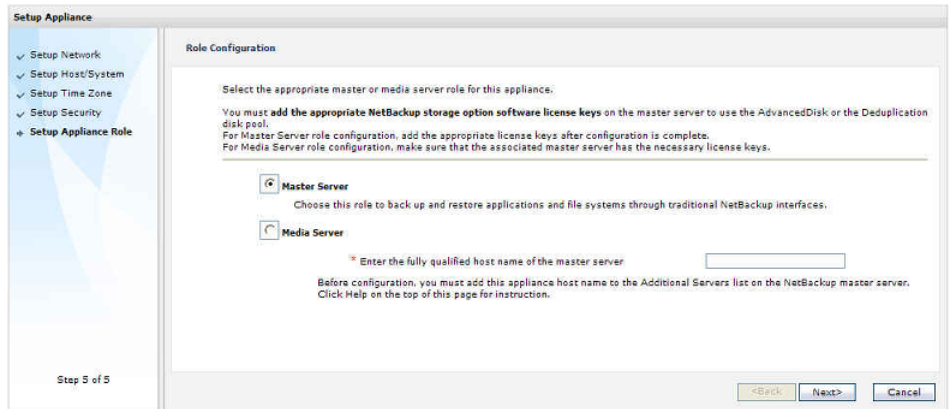 Setup Appliance
Setup Network
Setup Host/System
Setup Time Zone
Setup Security
Setup Appliance Role
Step 5 of 5
Role Configuration
Select the appropriate master or media server role for this appliance.
You must add the appropriate NetBackup storage option software license keys on the master server to use the AdvancedDisk or the Deduplication
disk pool.
For Master Server role configuration, add the appropriate license keys after configuration is complete.
For Media Server role configuration, make sure that the associated master server has the necessary license keys.
Master Server
Choose this role to back up and restore applications and file systems through traditional NetBackup interfaces.
Media Server
* Enter the fully qualified host name of the master server
Before configuration, you must add this appliance host name to the Additional Servers list on the NetBackup master server.
Click Help on the top of this page for instruction.
<Back Next> Cancel